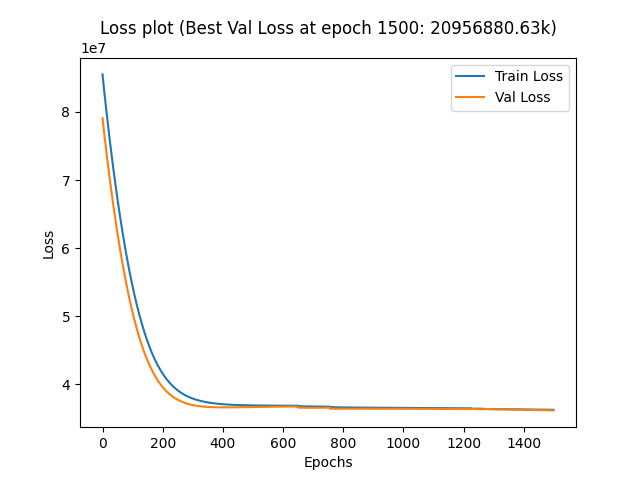 Loss plot (Best Val Loss at epoch 1500: 20956880.63k)
1e7
Train Loss
Val Loss
8
7
6
5
4
Loss
0 200 400 600 800 1000 1200 1400
Epochs